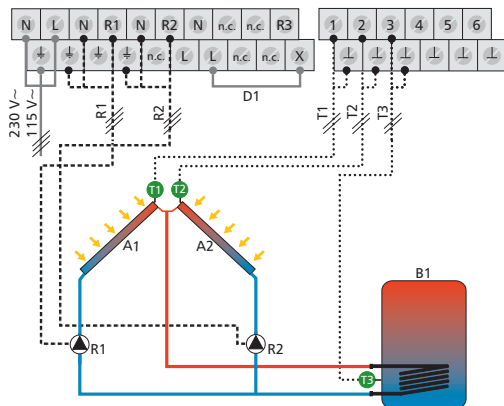 N L N R1 N R2 N n.c. n.c. R3
n.c. L L n.c. n.c. X
1 2 3 4 5 6
D1
230 V~
115 V~
R1
R2
T1
T2
T3
T1 T2
A1 A2
B1
R1 R2
T3